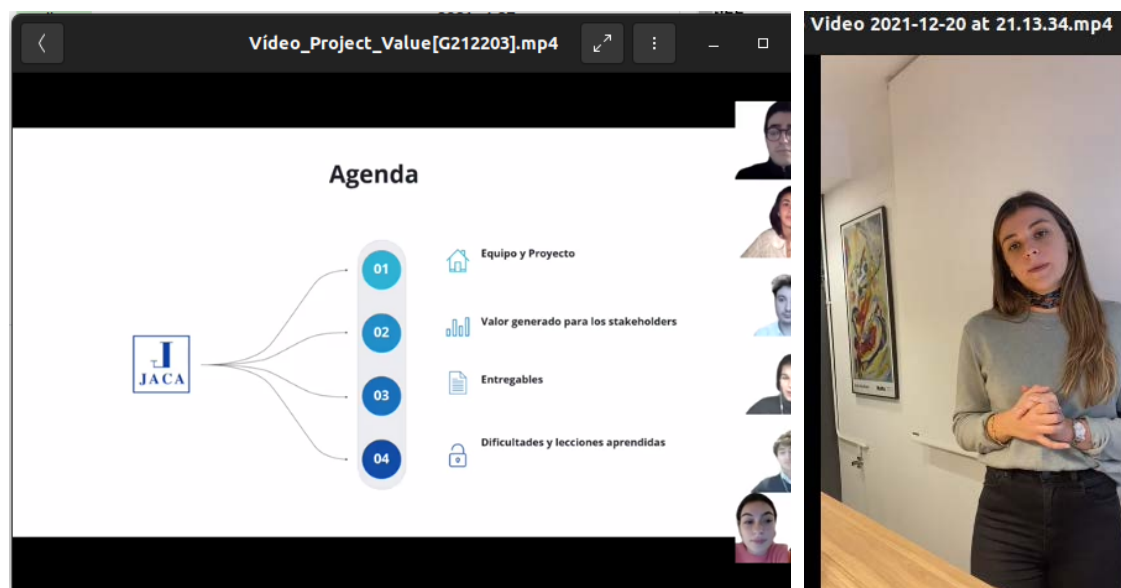 Vídeo_Project_Value[G212203].mp4
Agenda
01
Equipo y Proyecto
02
Valor generado para los stakeholders
JACA
03
Entregables
04
Dificultades y lecciones aprendidas
Video 2021-12-20 at 21.13.34.mp4